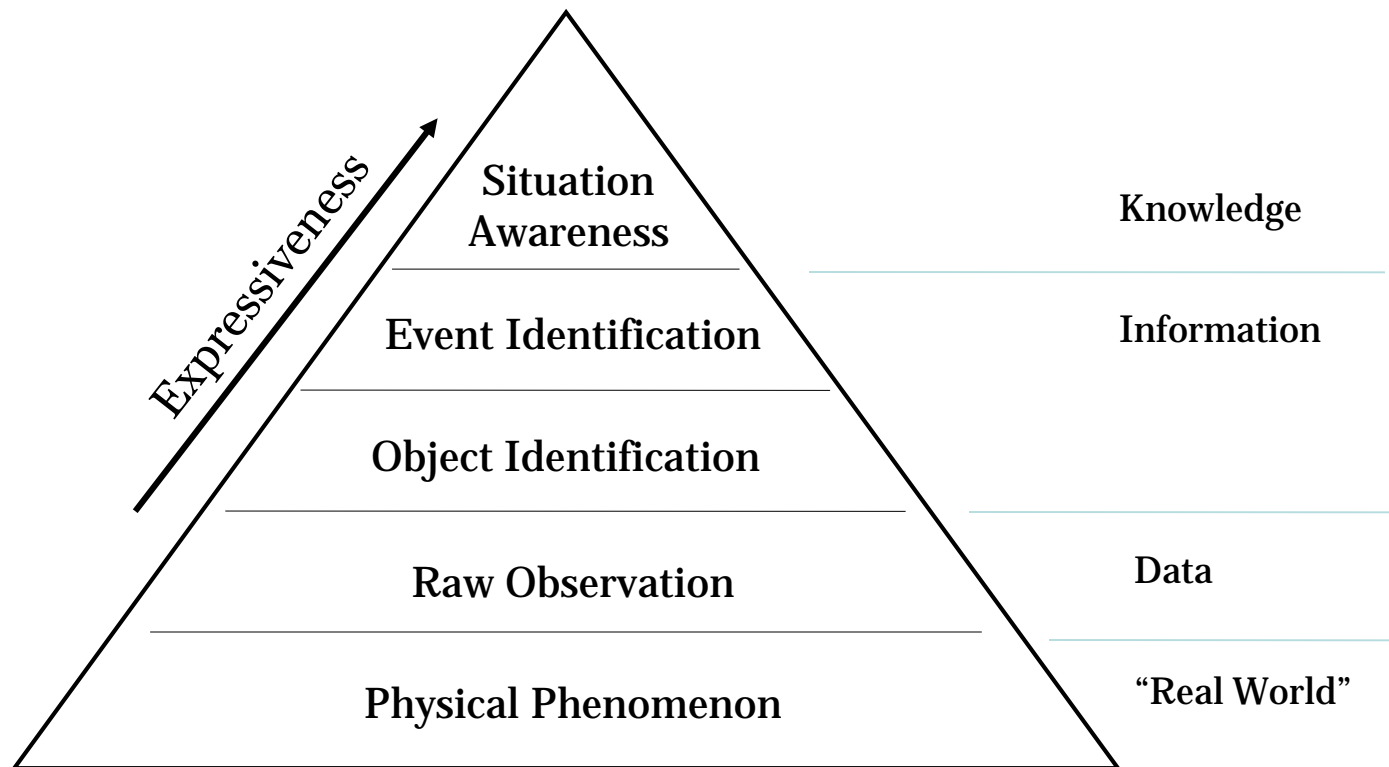 Expressiveness
Situation
Awareness
Knowledge
Event Identification
Information
Object Identification
Raw Observation
Data
Physical Phenomenon
“Real World”